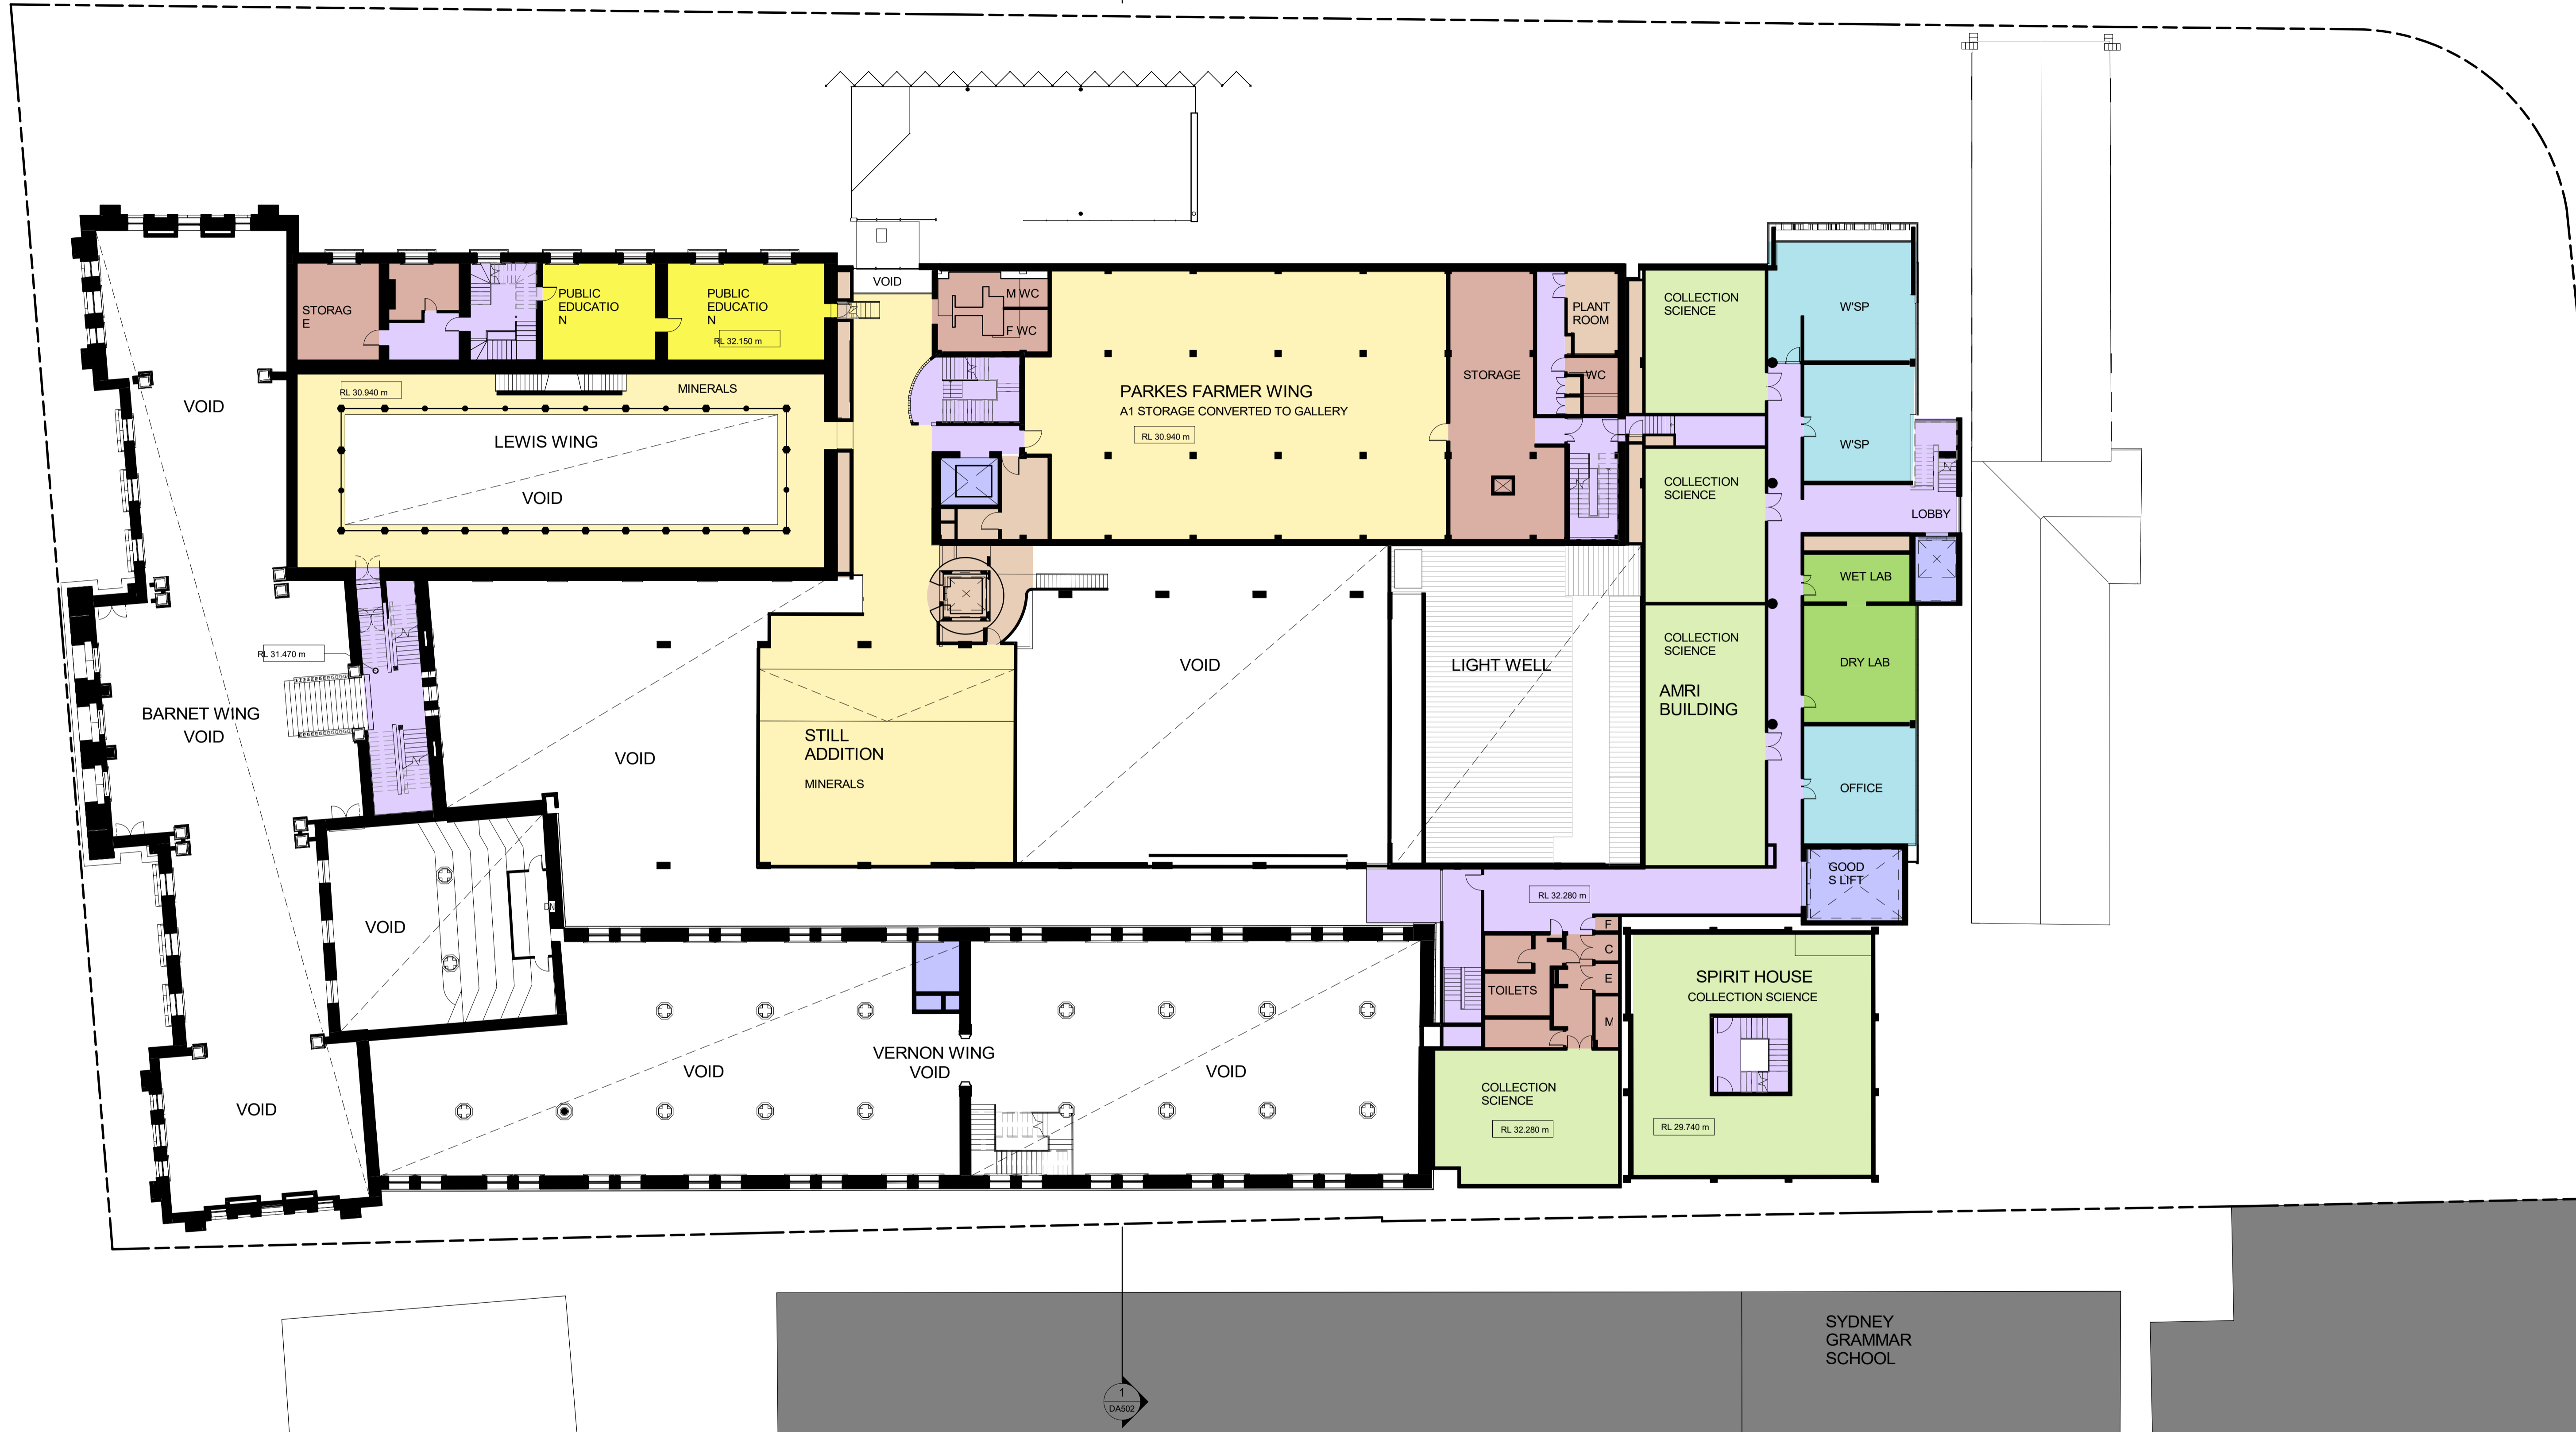 VOID
M WC
F WC
STORAG
E
PUBLIC
EDUCATIO
N
PUBLIC
EDUCATIO
N
RL 32.150 m
PLANT
ROOM
COLLECTION
SCIENCE
W'SP
RL 30.940 m
MINERALS
VOID
LEWIS WING
VOID
PARKES FARMER WING
A1 STORAGE CONVERTED TO GALLERY
RL 30.940 m
STORAGE
WC
W'SP
COLLECTION
SCIENCE
LOBBY
WET LAB
RL 31.470 m
BARNET WING
VOID
VOID
STILL
ADDITION
MINERALS
VOID
LIGHT WELL
COLLECTION
SCIENCE
AMRI
BUILDING
DRY LAB
OFFICE
GOOD
S LIFT
VOID
DN
RL 32.280 m
F
C
E
M
TOILETS
SPIRIT HOUSE
COLLECTION SCIENCE
VOID
VOID
VERNON WING
VOID
VOID
COLLECTION
SCIENCE
RL 32.280 m
RL 29.740 m
SYDNEY
GRAMMAR
SCHOOL
1
DA502